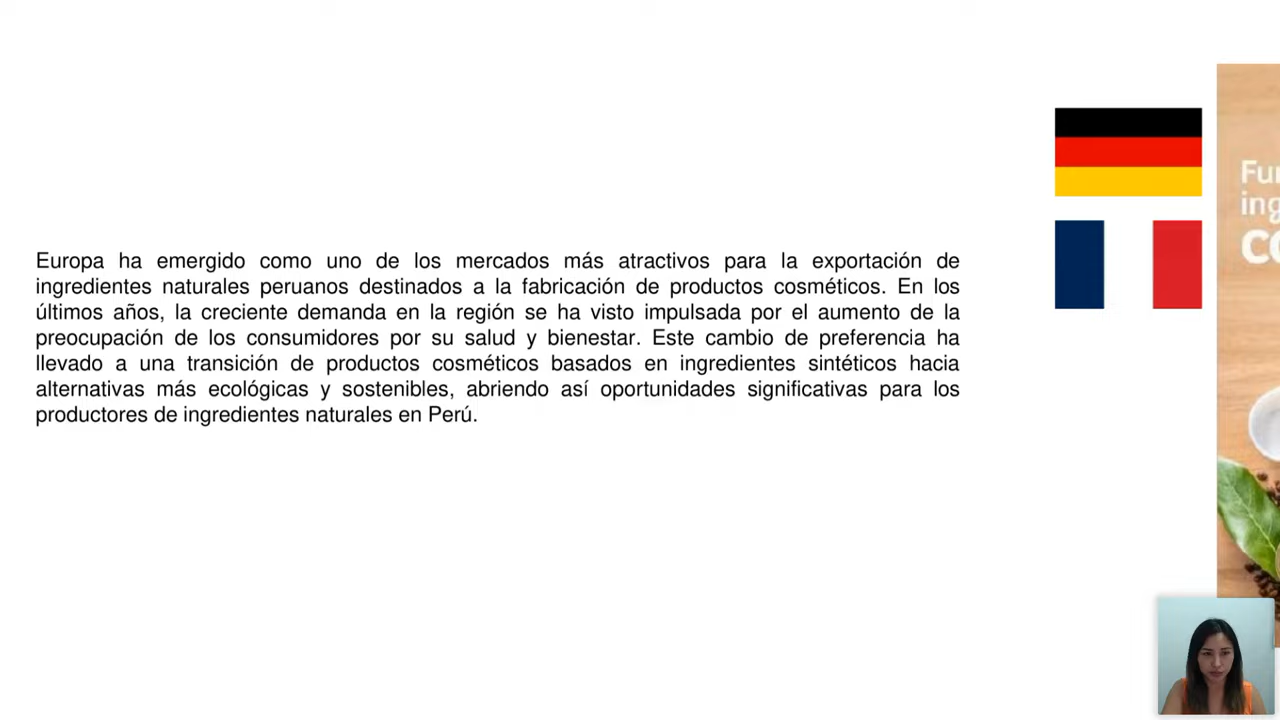 Europa ha emergido como uno de los mercados más atractivos para la exportación de
ingredientes naturales peruanos destinados a la fabricación de productos cosméticos. En los
últimos años, la creciente demanda en la región se ha visto impulsada por el aumento de la
preocupación de los consumidores por su salud y bienestar. Este cambio de preferencia ha
llevado a una transición de productos cosméticos basados en ingredientes sintéticos hacia
alternativas más ecológicas y sostenibles, abriendo así oportunidades significativas para los
productores de ingredientes naturales en Perú.